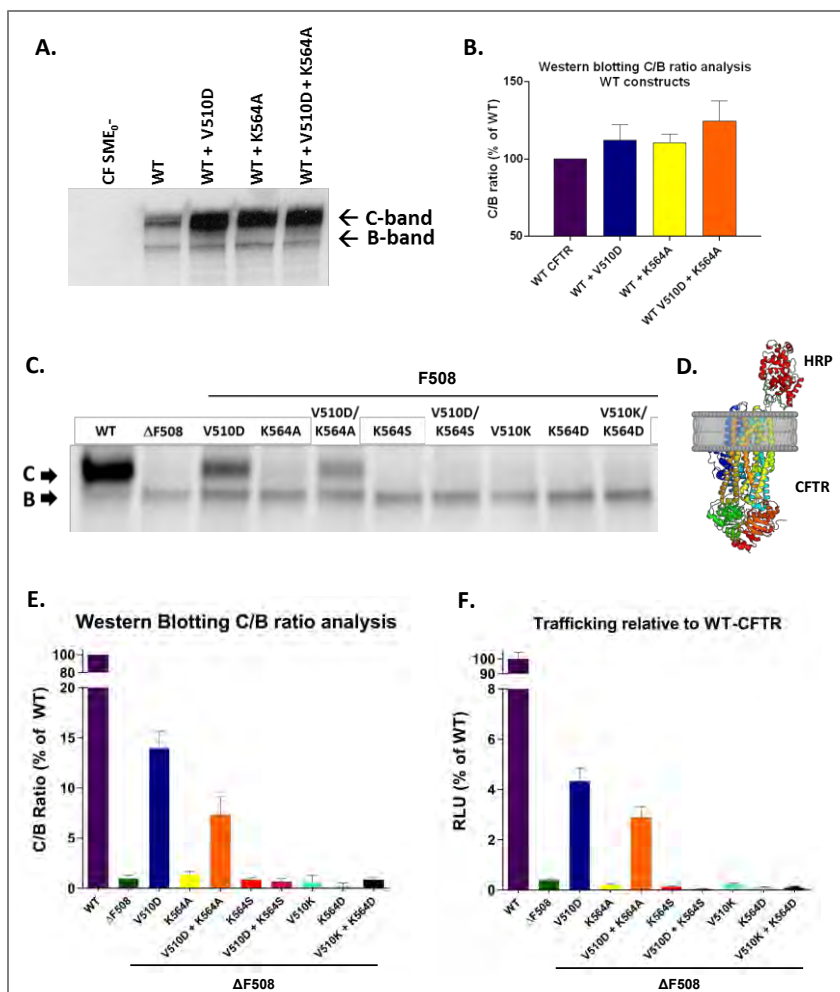 A.
CF SME₀-
WT
WT + V510D
WT + K564A
WT + V510D + K564A
← C-band
← B-band
B.
Western blotting C/B ratio analysis
WT constructs
C/B ratio (% of WT)
150
100
50
WT CFTR
WT + V510D
WT + K564A
WT V510D + K564A
C.
F508
WT
ΔF508
V510D
K564A
V510D/
K564A
K564S
V510D/
K564S
V510K
K564D
V510K/
K564D
C
B
D.
HRP
CFTR
E.
Western Blotting C/B ratio analysis
C/B Ratio (% of WT)
100
80
20
15
10
5
0
WT
ΔF508
V510D
K564A
V510D + K564A
K564S
V510D + K564S
V510K
K564D
V510K + K564D
ΔF508
F.
Trafficking relative to WT-CFTR
RLU (% of WT)
100
90
8
6
4
2
0
WT
ΔF508
V510D
K564A
V510D + K564A
K564S
V510D + K564S
V510K
K564D
V510K + K564D
ΔF508